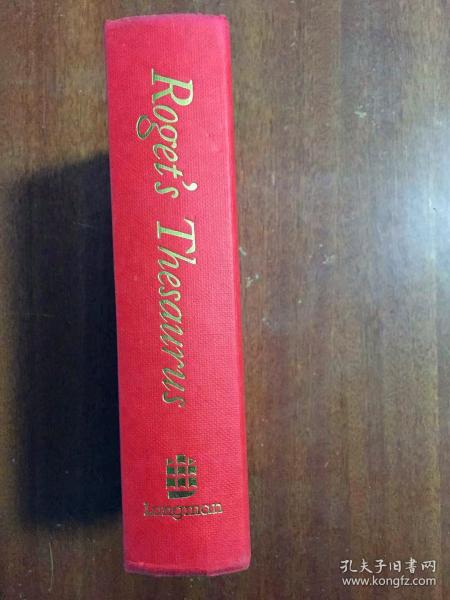 Roget's Thesaurus
Longman
孔夫子旧书网
www.kongfz.com